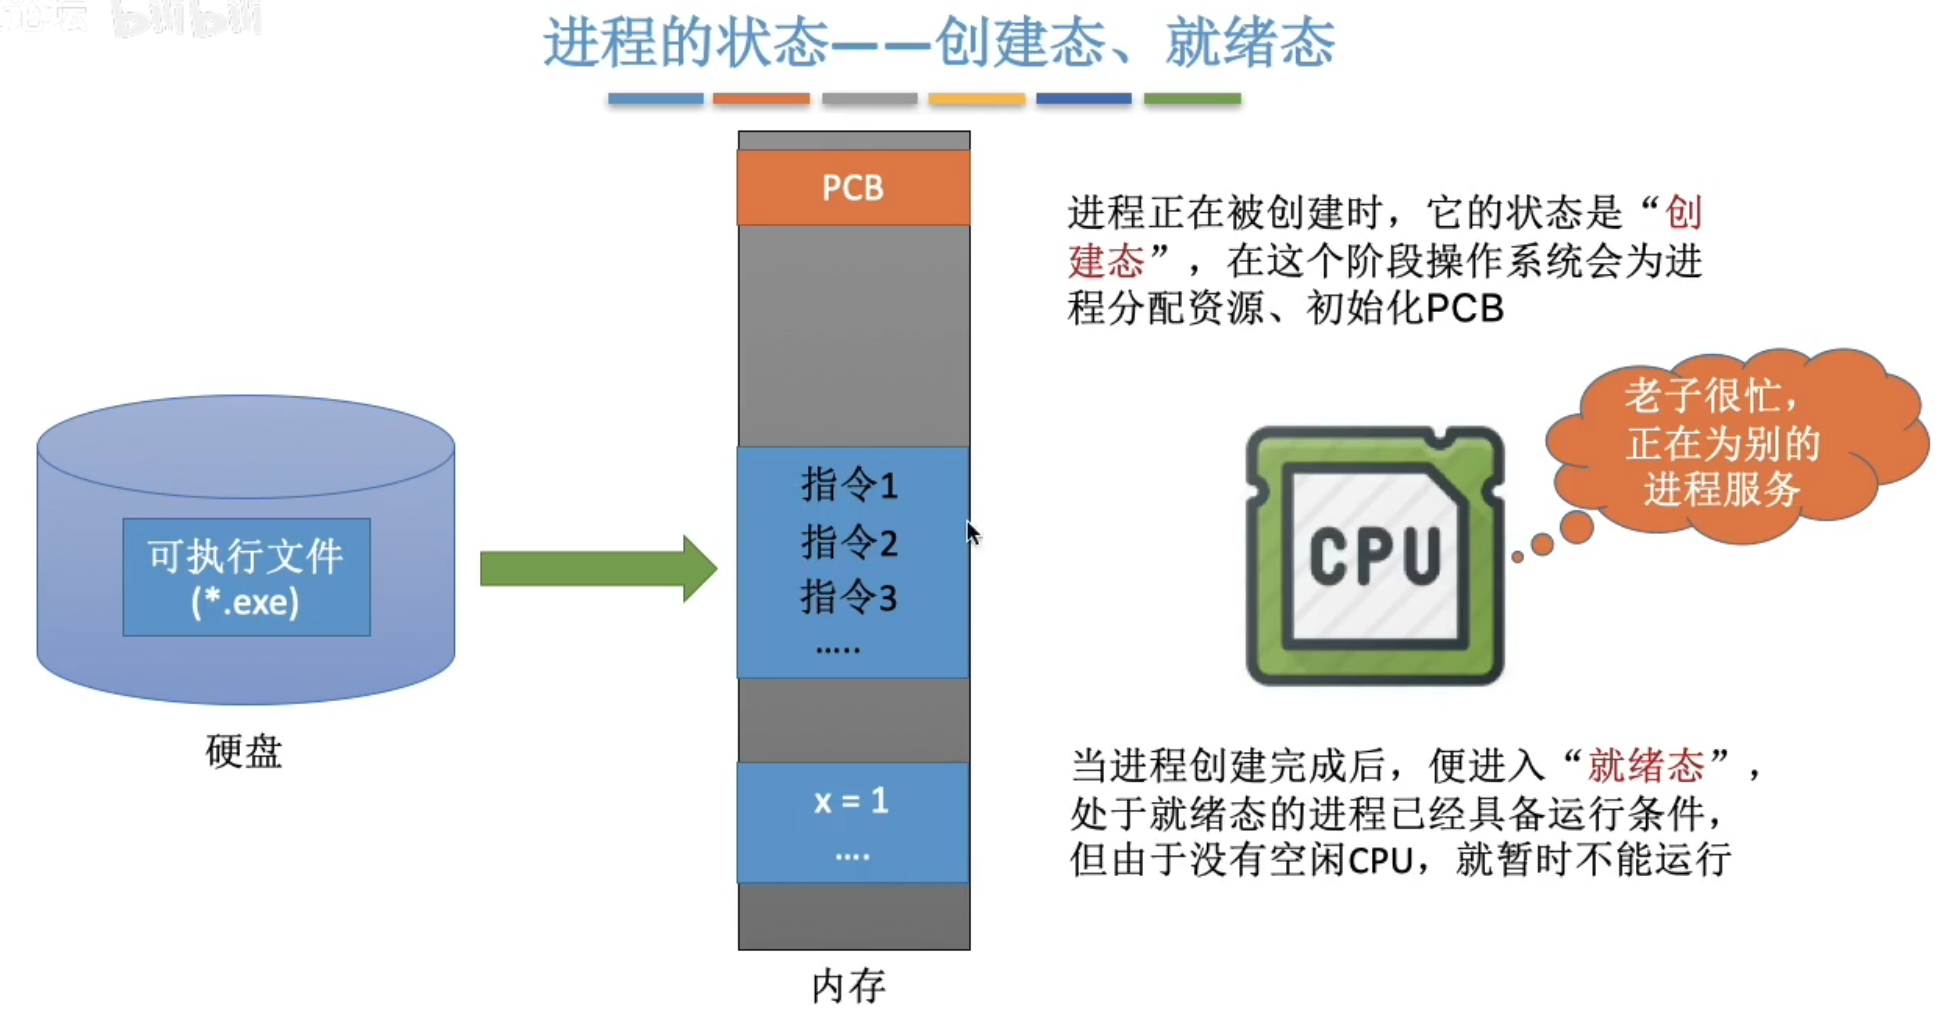 论坛 bilibili
进程的状态——创建态、就绪态
PCB
进程正在被创建时，它的状态是“创
建态”，在这个阶段操作系统会为进
程分配资源、初始化PCB
老子很忙，
正在为别的
进程服务
指令1
指令2
指令3
.....
CPU
可执行文件
(*.exe)
硬盘
x = 1
....
当进程创建完成后，便进入“就绪态”，
处于就绪态的进程已经具备运行条件，
但由于没有空闲CPU，就暂时不能运行
内存